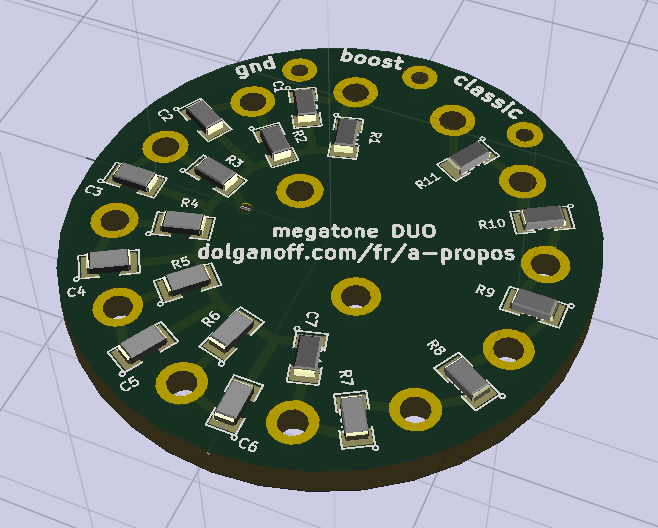 gnd
boost
classic
C1
C2
R2
R1
R3
R11
C3
R4
R10
megatone DUO
dolganoff.com/fr/a-propos
C4
R5
R9
R6
C7
R8
C5
R7
C6